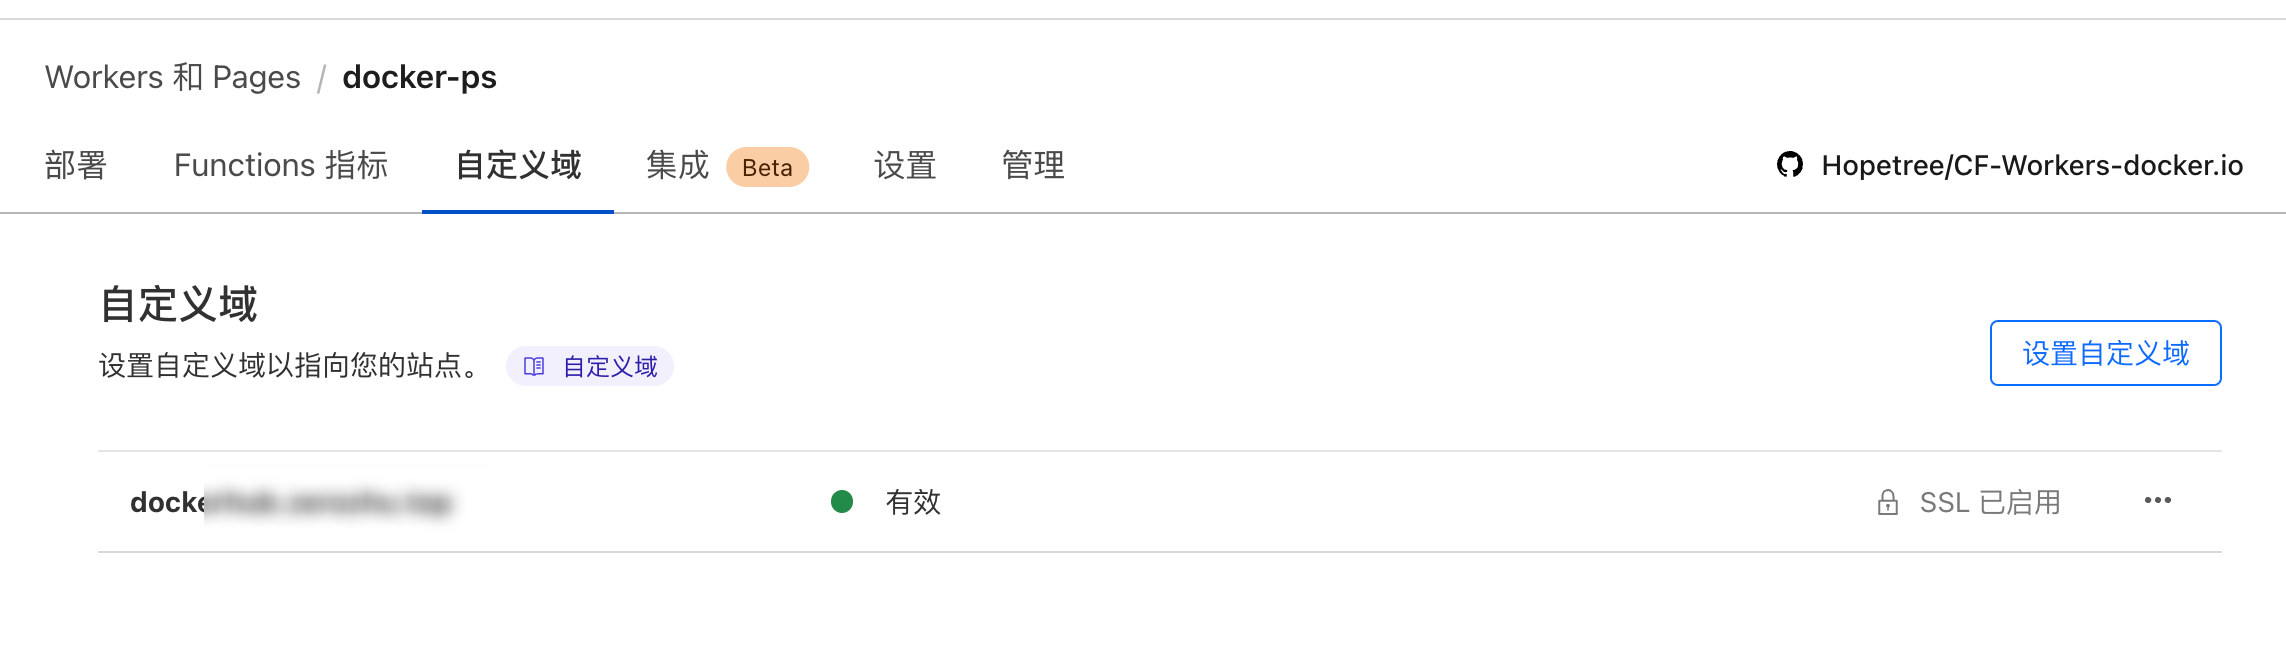 Workers 和 Pages / docker-ps
部署 Functions 指标 自定义域 集成 Beta 设置 管理 Hopetree/CF-Workers-docker.io
自定义域
设置自定义域以指向您的站点。 自定义域
设置自定义域
有效 SSL 已启用 •••